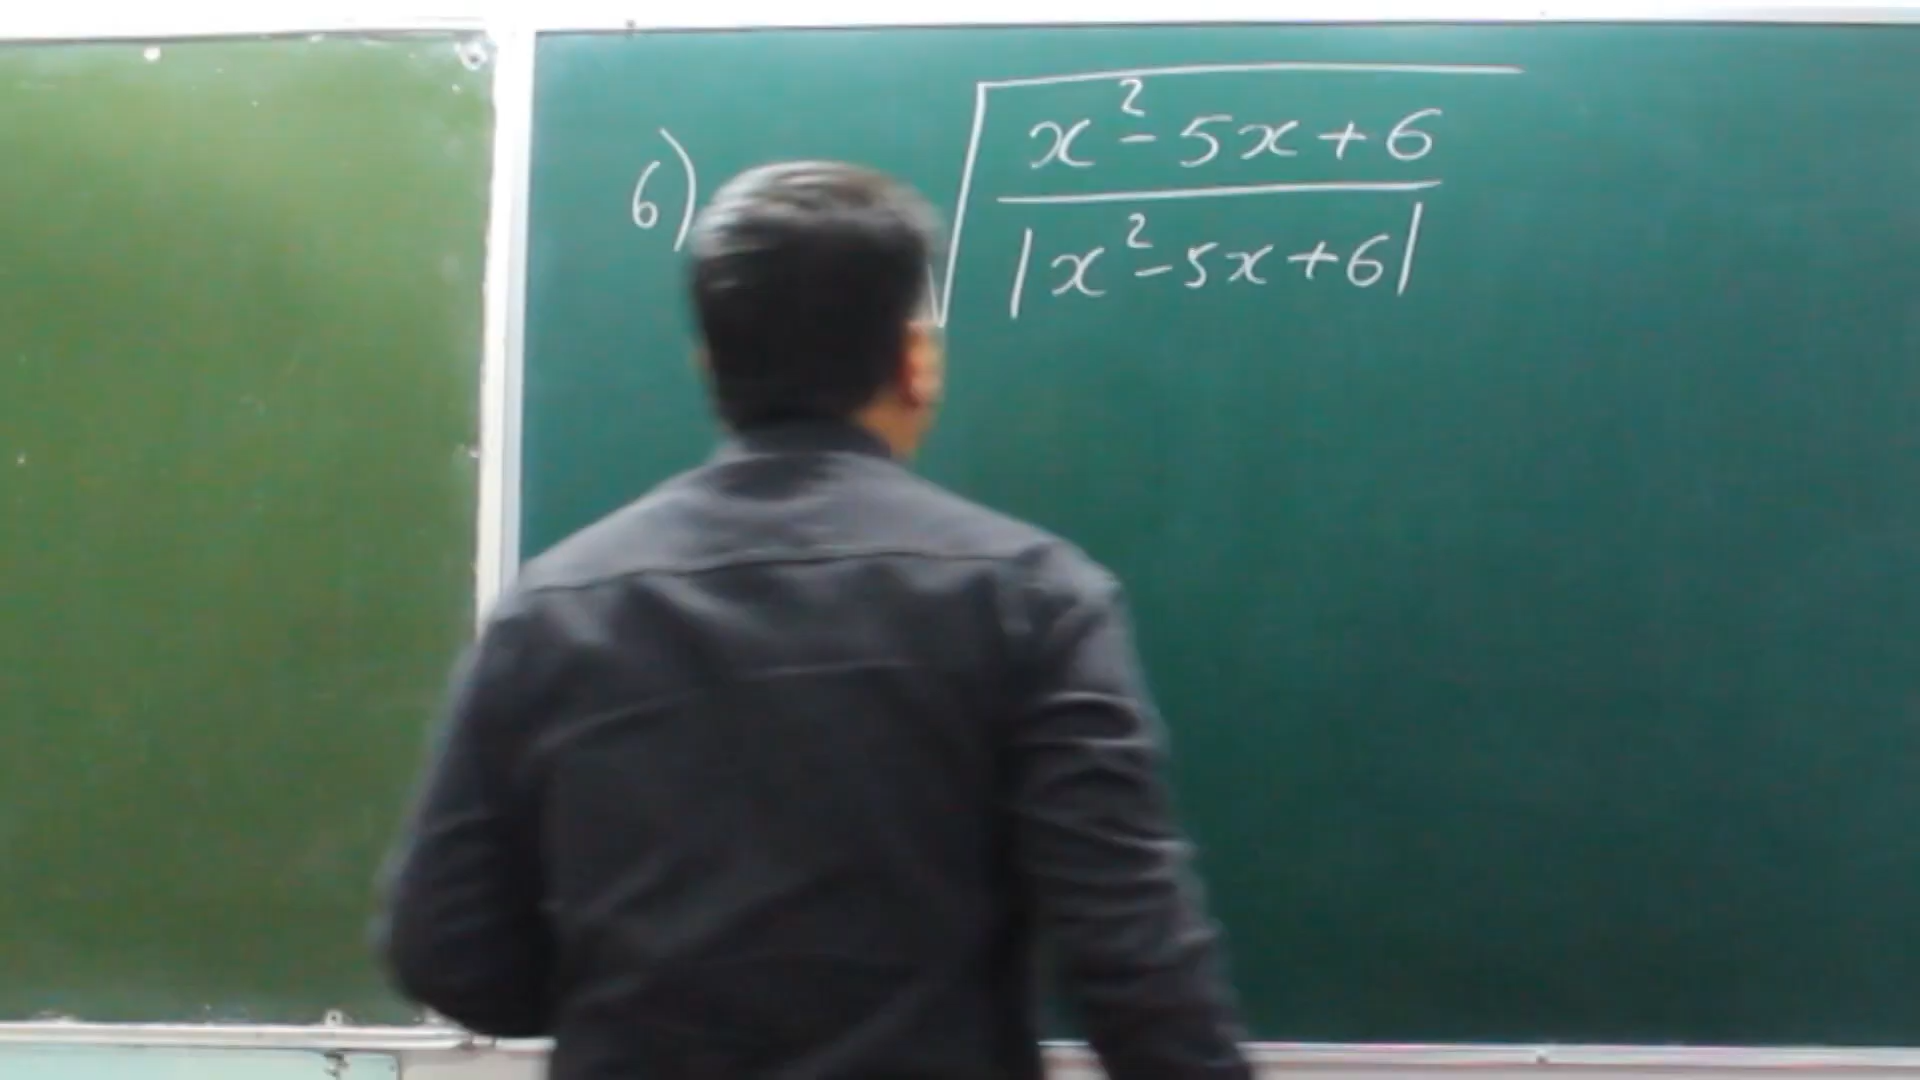 6) √
x² - 5x + 6
|x² - 5x + 6|